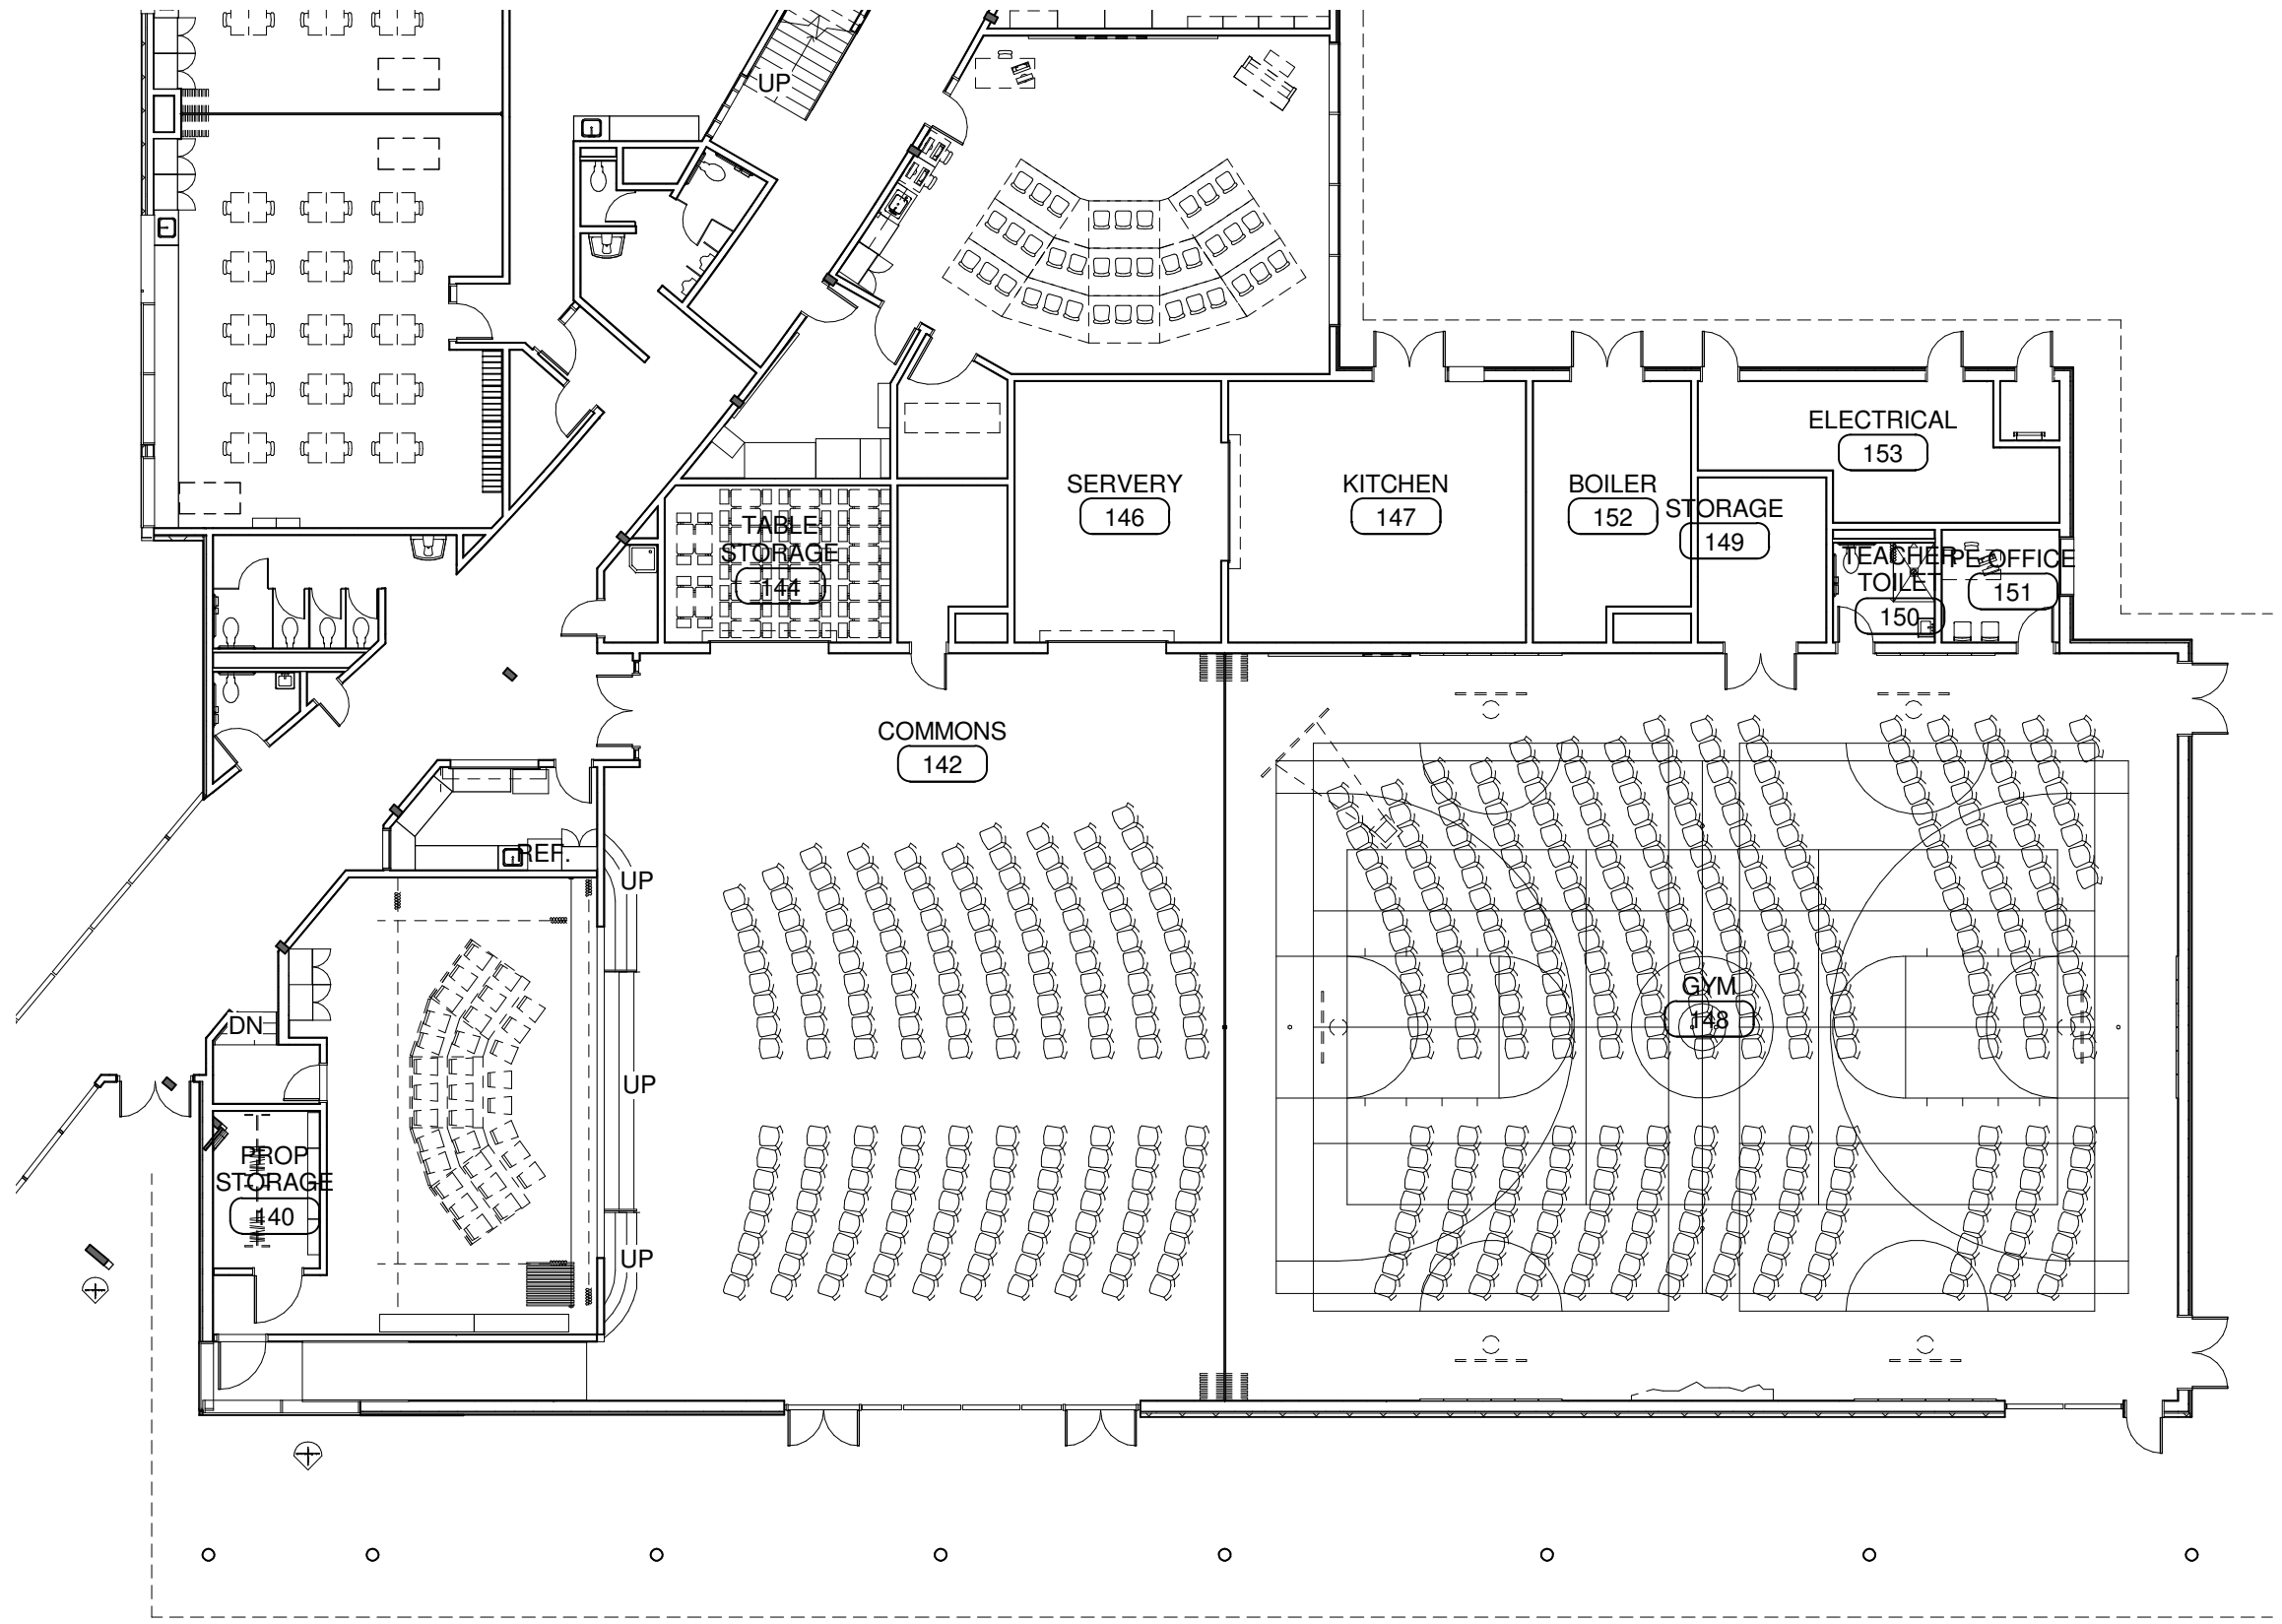 UP
ELECTRICAL
153
SERVERY
146
KITCHEN
147
BOILER
152
STORAGE
149
TABLE
STORAGE
144
TEACHER
TOILET
150
PE OFFICE
151
COMMONS
142
REF.
UP
GYM
148
DN
UP
PROP
STORAGE
140
UP